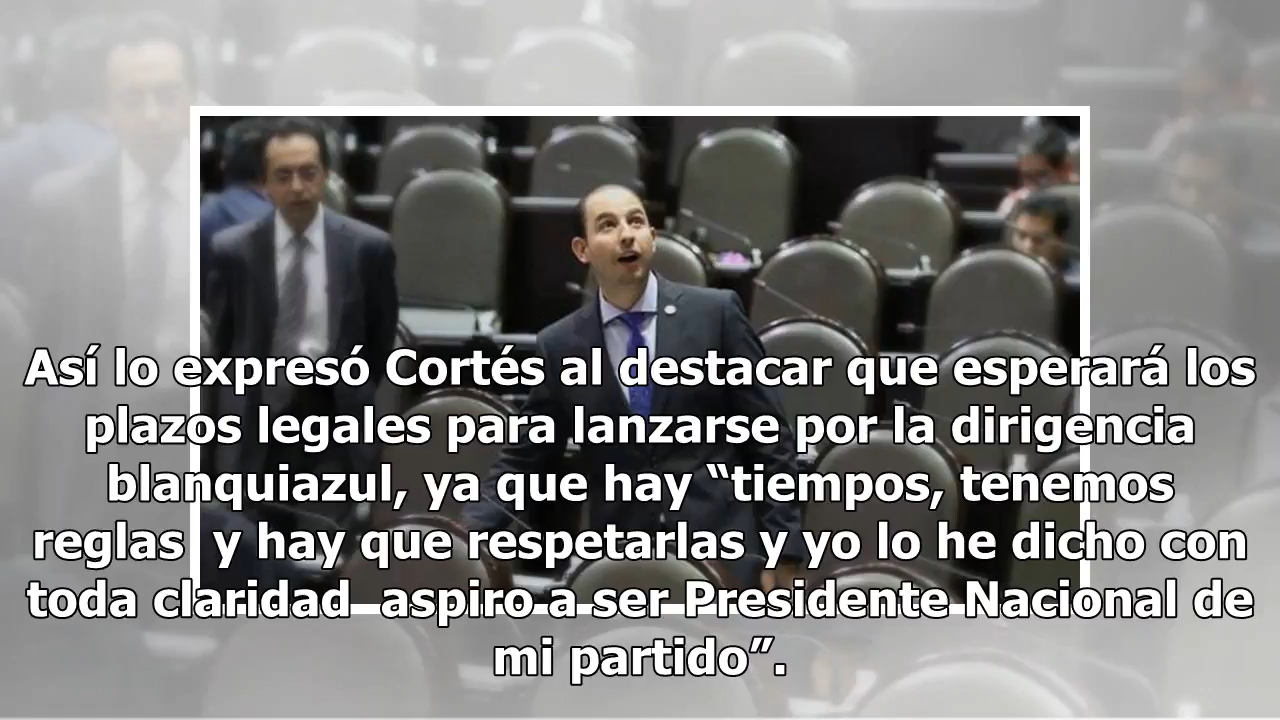 Así lo expresó Cortés al destacar que esperará los
plazos legales para lanzarse por la dirigencia
blanquiazul, ya que hay “tiempos, tenemos
reglas  y hay que respetarlas y yo lo he dicho con
toda claridad  aspiro a ser Presidente Nacional de
mi partido”.